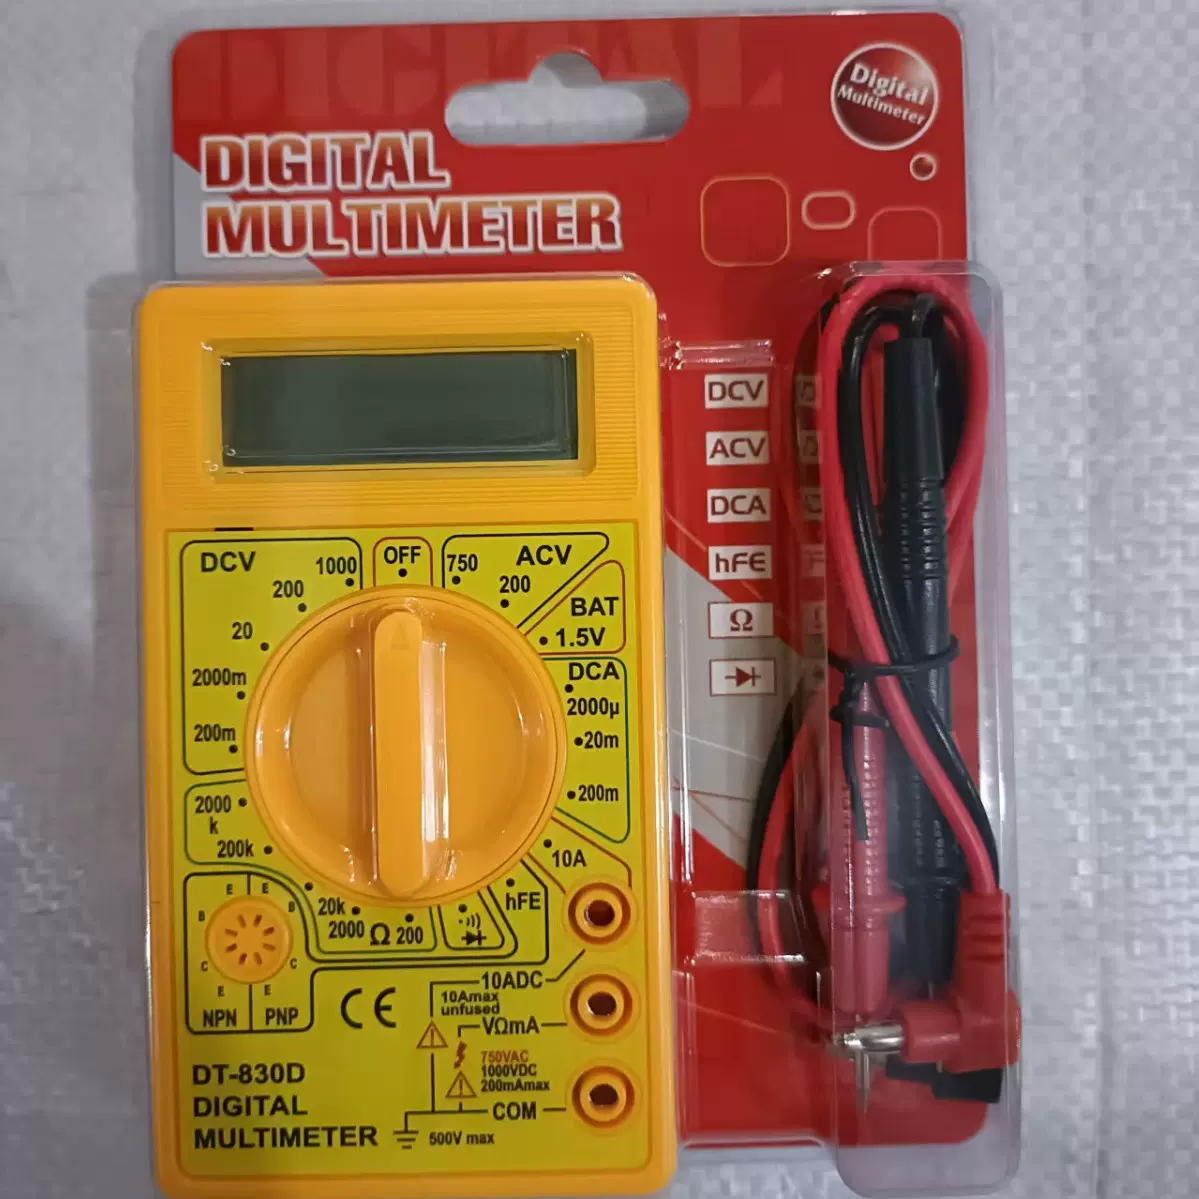 DIGITAL
Digital
Multimeter
DIGITAL
MULTIMETER
DCV
ACV
DCA
hFE
Ω
DCV
1000
OFF
750
ACV
200
200
20
BAT
1.5V
2000m
DCA
2000µ
200m
20m
2000
k
200m
200k
10A
20k
2000
Ω
200
hFE
E
E
B
B
C
C
E
E
NPN
PNP
CE
10ADC
10Amax
unfused
VΩmA
750VAC
1000VDC
200mAmax
COM
500V max
DT-830D
DIGITAL
MULTIMETER